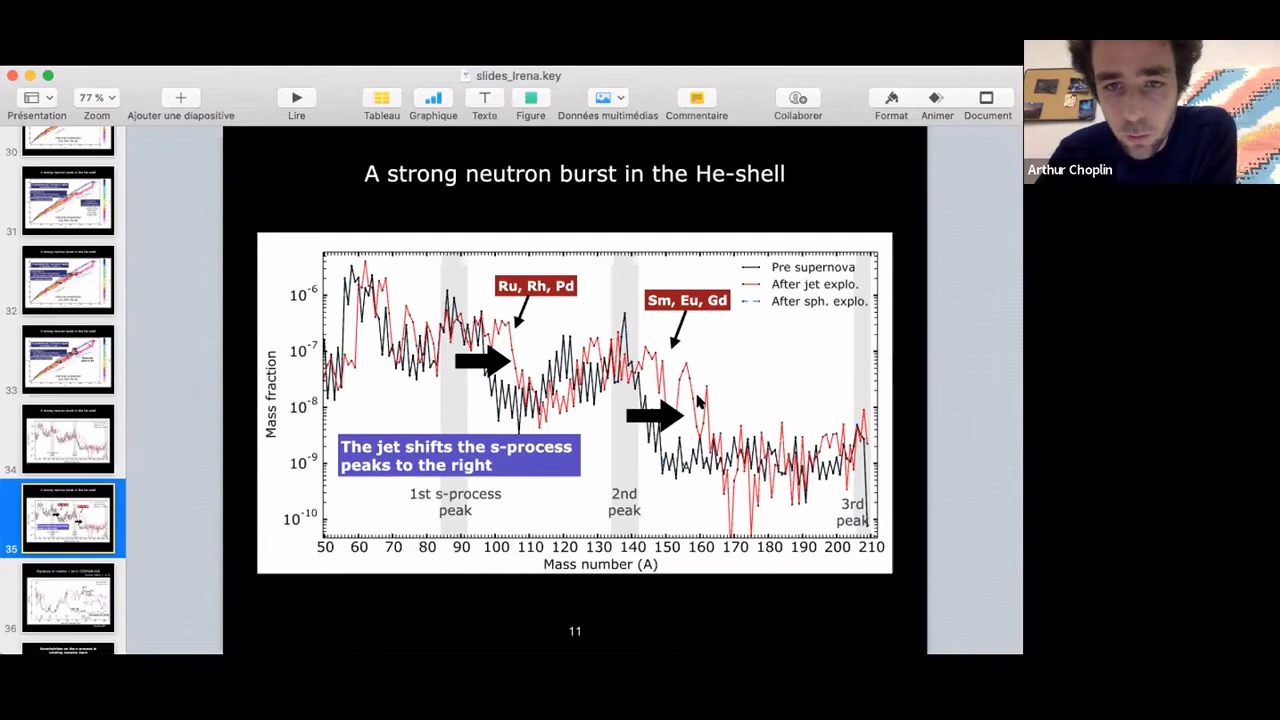 slides_Irena.key
77 %
Présentation
Zoom
Ajouter une diapositive
Lire
Tableau
Graphique
Texte
Figure
Données multimédias
Commentaire
Collaborer
Format
Animer
Document
Arthur Choplin
30
31
32
33
34
35
36
A strong neutron burst in the He-shell
Pre supernova
After jet explo.
After sph. explo.
Ru, Rh, Pd
Sm, Eu, Gd
The jet shifts the s-process
peaks to the right
1st s-process
peak
2nd
peak
3rd
peak
Mass fraction
10-6
10-7
10-8
10-9
10-10
50 60 70 80 90 100 110 120 130 140 150 160 170 180 190 200 210
Mass number (A)
11